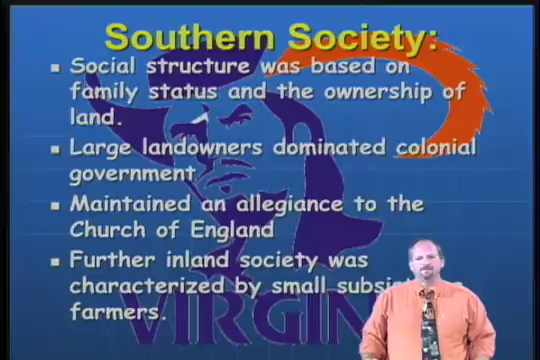 Southern Society:
Social structure was based on
family status and the ownership of
land.
Large landowners dominated colonial
government
Maintained an allegiance to the
Church of England
Further inland society was
characterized by small
farmers.